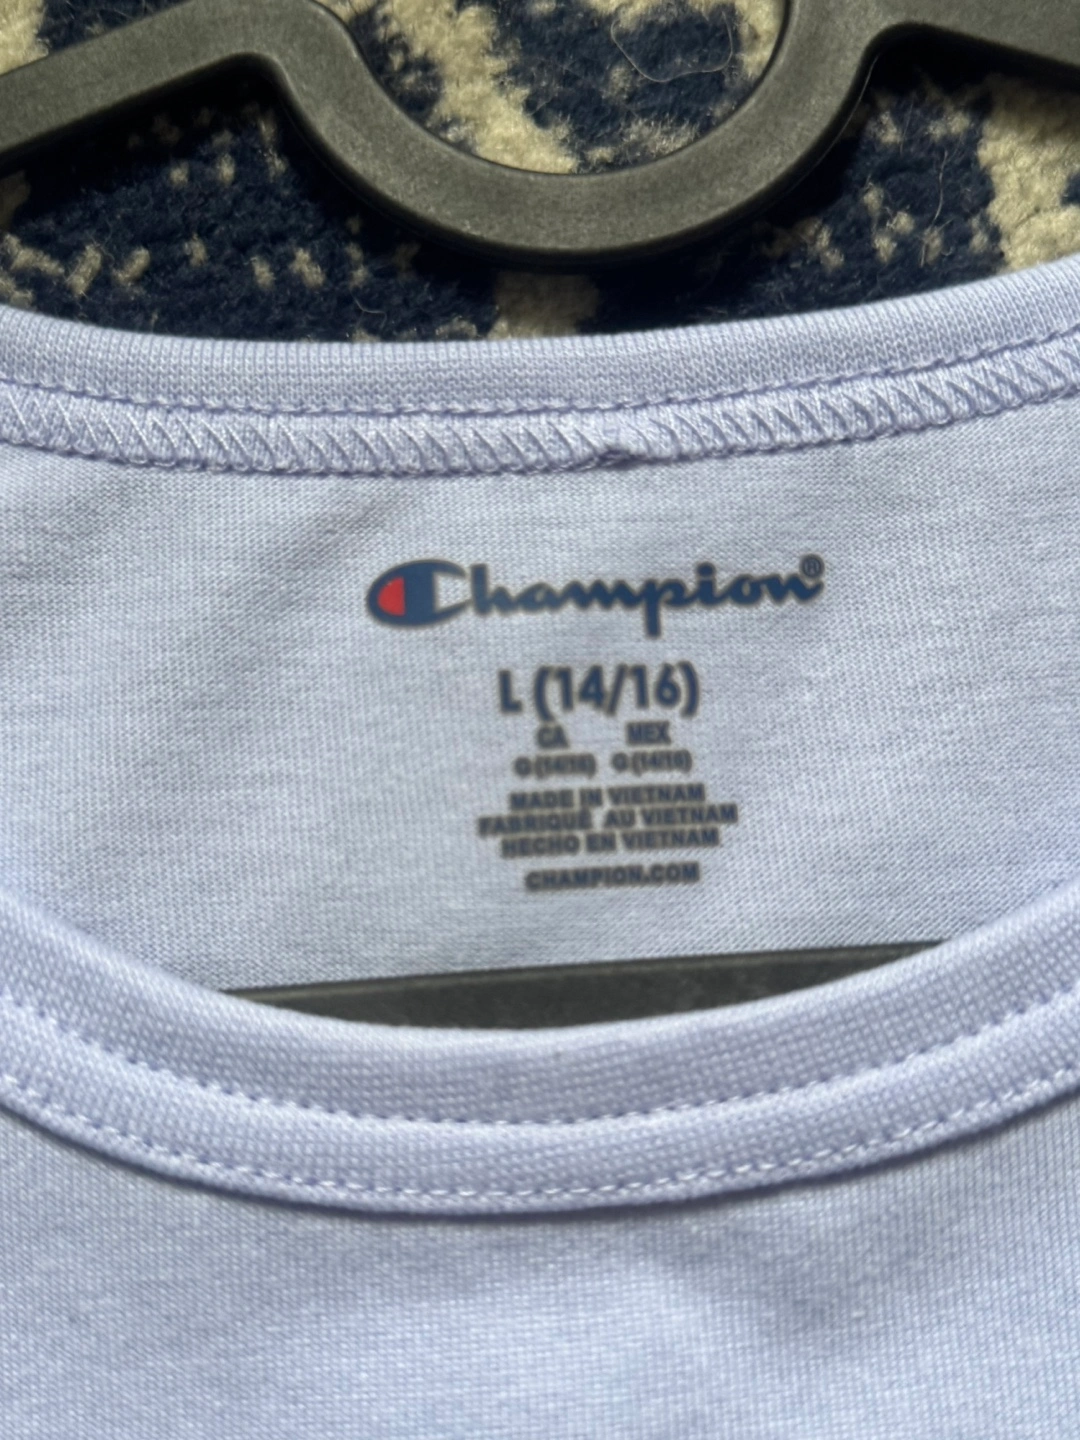 Champion®
L (14/16)
CA MEX
G (14/16) G (14/16)
MADE IN VIETNAM
FABRIQUÉ AU VIETNAM
HECHO EN VIETNAM
CHAMPION.COM